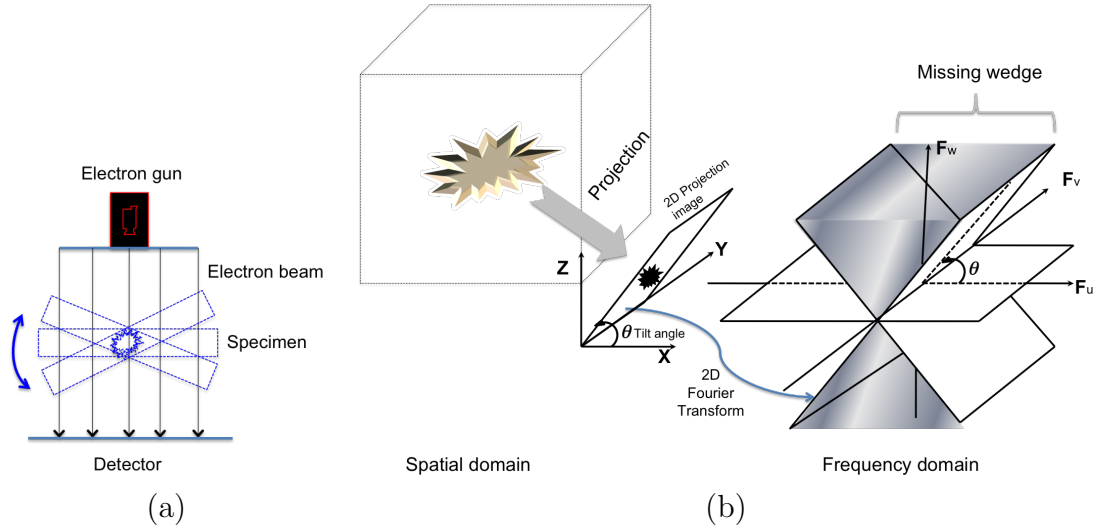 Electron gun
Electron beam
Specimen
Detector
(a)
Projection
2D Projection
image
Z
Y
X
θ Tilt angle
2D
Fourier
Transform
Spatial domain
Missing wedge
Fw
Fv
θ
Fu
Frequency domain
(b)